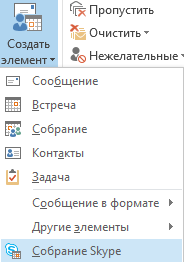 Создать
элемент
Пропустить
Очистить
Нежелательные
Сообщение
Встреча
Собрание
Контакты
Задача
Сообщение в формате
Другие элементы
Собрание Skype